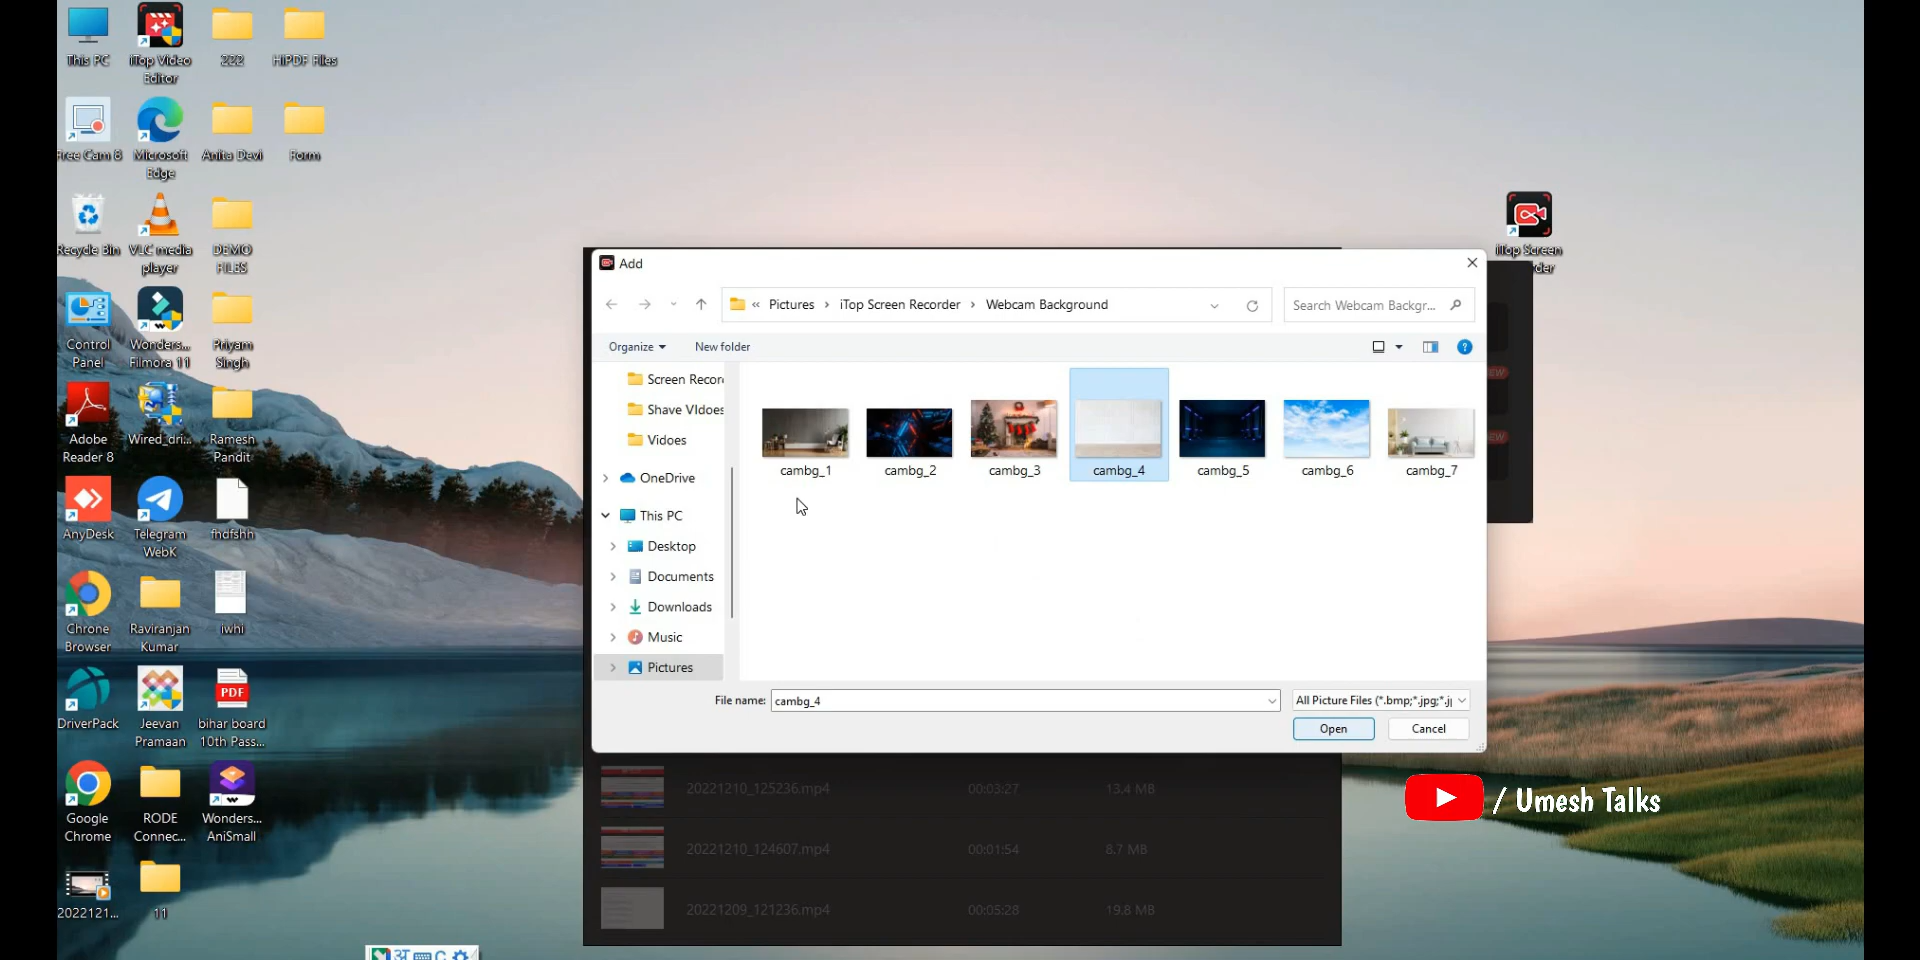 This PC
iTop Video
Editor
222
HiPDF Files
Free Cam 8
Microsoft
Edge
Anita Devi
Form
Recycle Bin
VLC media
player
DEMO
FILES
Control
Panel
Wonders...
Filmora 11
Priyam
Singh
Adobe
Reader 8
Wired_dri...
Ramesh
Pandit
AnyDesk
Telegram
WebK
fhdfshh
Chrome
Browser
Raviranjan
Kumar
iwhi
DriverPack
Jeevan
Pramaan
PDF
bihar board
10th Pass...
Google
Chrome
RODE
Connec...
Wonders...
AniSmall
2022121...
11
iTop Screen
Add
« Pictures › iTop Screen Recorder › Webcam Background
Search Webcam Backgr...
Organize
New folder
Screen Recor
Shave VIdoes
Vidoes
OneDrive
This PC
Desktop
Documents
Downloads
Music
Pictures
cambg_1
cambg_2
cambg_3
cambg_4
cambg_5
cambg_6
cambg_7
File name: cambg_4
All Picture Files (*.bmp;*.jpg;*.j
Open
Cancel
20221210_125236.mp4 00:03:27 13.4 MB
20221210_124607.mp4 00:01:54 8.7 MB
20221209_121236.mp4 00:05:28 19.8 MB
/ Umesh Talks
अ